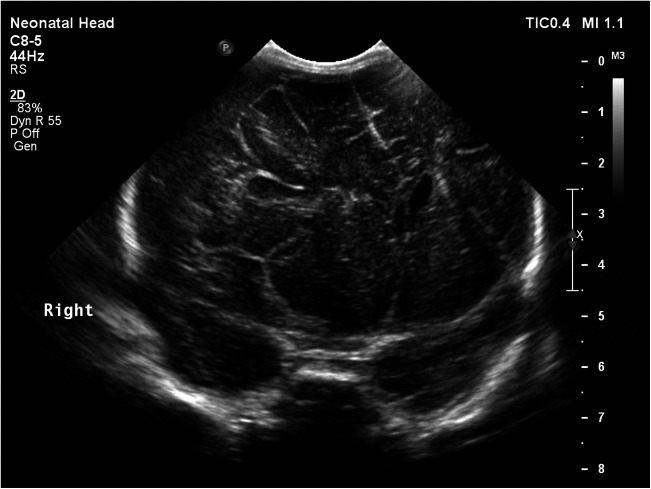 Neonatal Head
C8-5
44Hz
RS
2D
83%
Dyn R 55
P Off
Gen
P
TIC0.4 MI 1.1
M3
0
1
2
3
X
4
5
6
7
8
Right